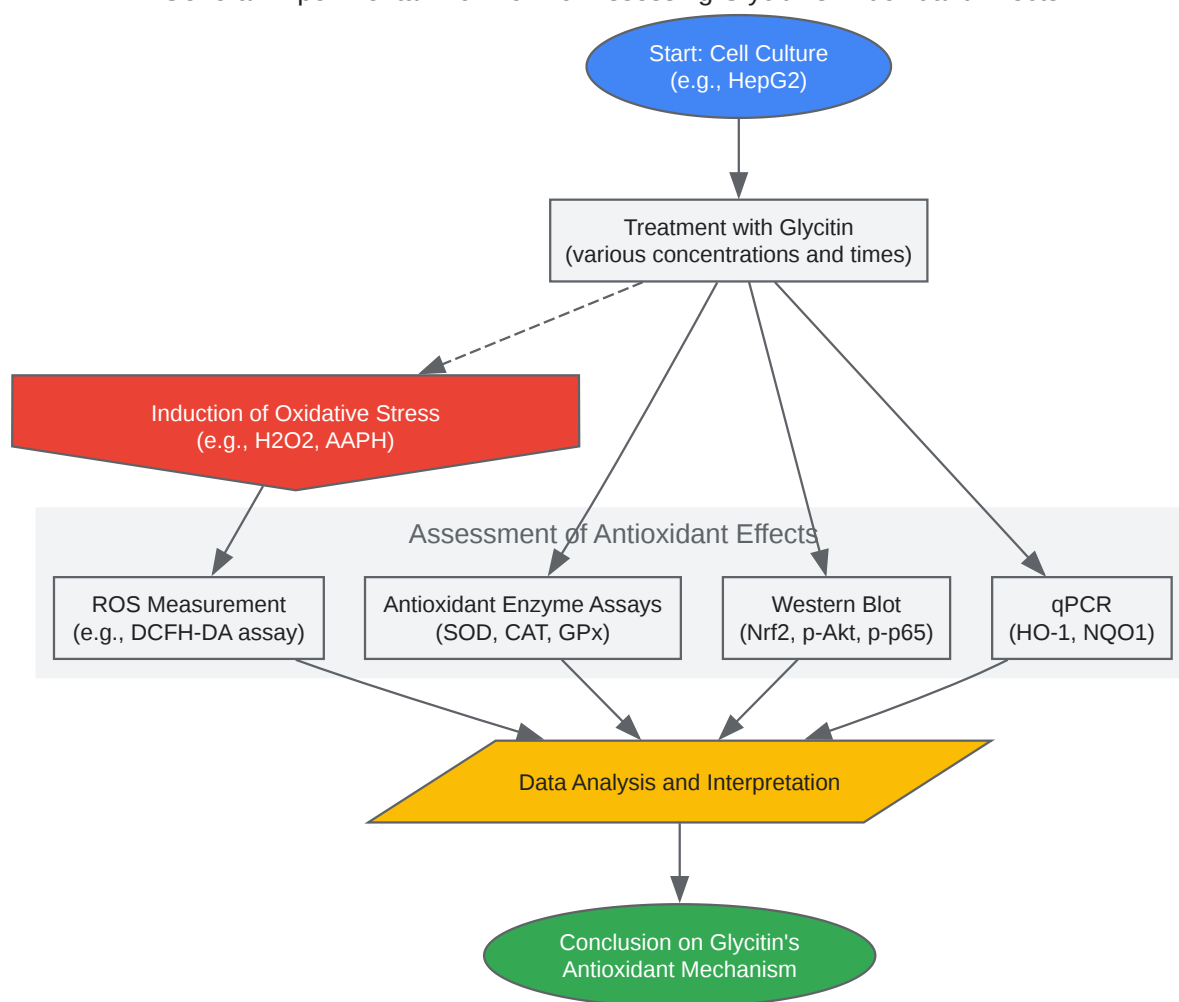 Start: Cell Culture
(e.g., HepG2)
Treatment with Glycitin
(various concentrations and times)
Induction of Oxidative Stress
(e.g., H2O2, AAPH)
Assessment of Antioxidant Effects
ROS Measurement
(e.g., DCFH-DA assay)
Antioxidant Enzyme Assays
(SOD, CAT, GPx)
Western Blot
(Nrf2, p-Akt, p-p65)
qPCR
(HO-1, NQO1)
Data Analysis and Interpretation
Conclusion on Glycitin's
Antioxidant Mechanism